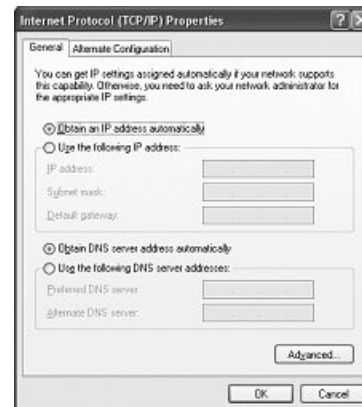 Internet Protocol (TCP/IP) Properties
General Alternate Configuration
You can get IP settings assigned automatically if your network supports
this capability. Otherwise, you need to ask your network administrator for
the appropriate IP settings.
Obtain an IP address automatically
Use the following IP address:
IP address:
Subnet mask:
Default gateway:
Obtain DNS server address automatically
Use the following DNS server addresses:
Preferred DNS server:
Alternate DNS server:
Advanced...
OK Cancel